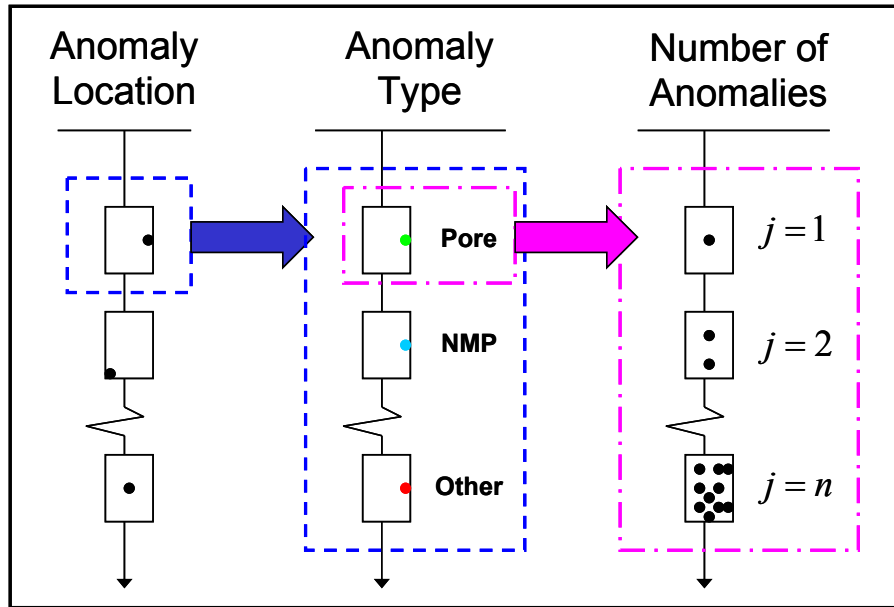 Anomaly
Location
Anomaly
Type
Number of
Anomalies
Pore
NMP
Other
j = 1
j = 2
j = n